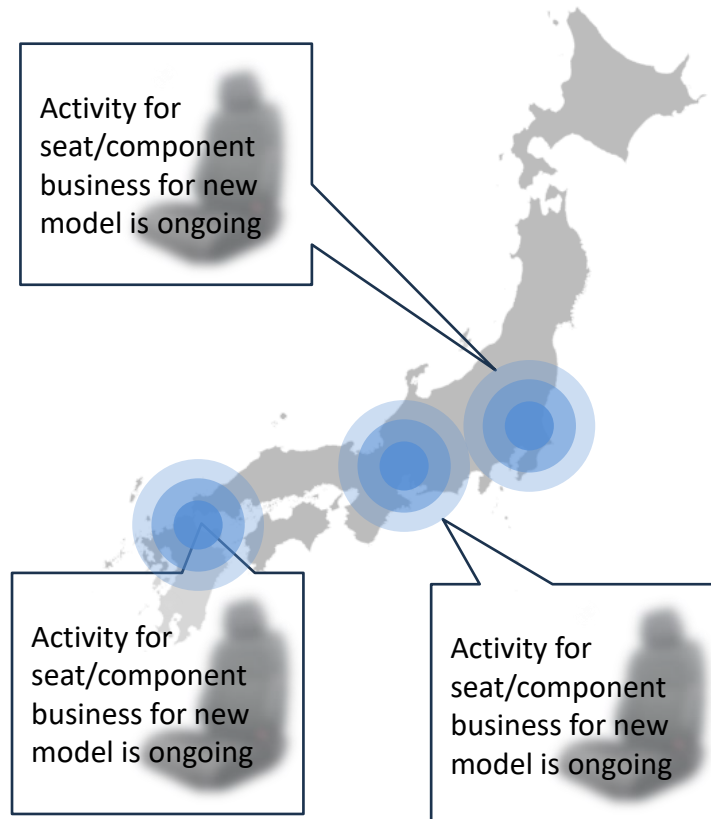 Activity for
seat/component
business for new
model is ongoing
Activity for
seat/component
business for new
model is ongoing
Activity for
seat/component
business for new
model is ongoing